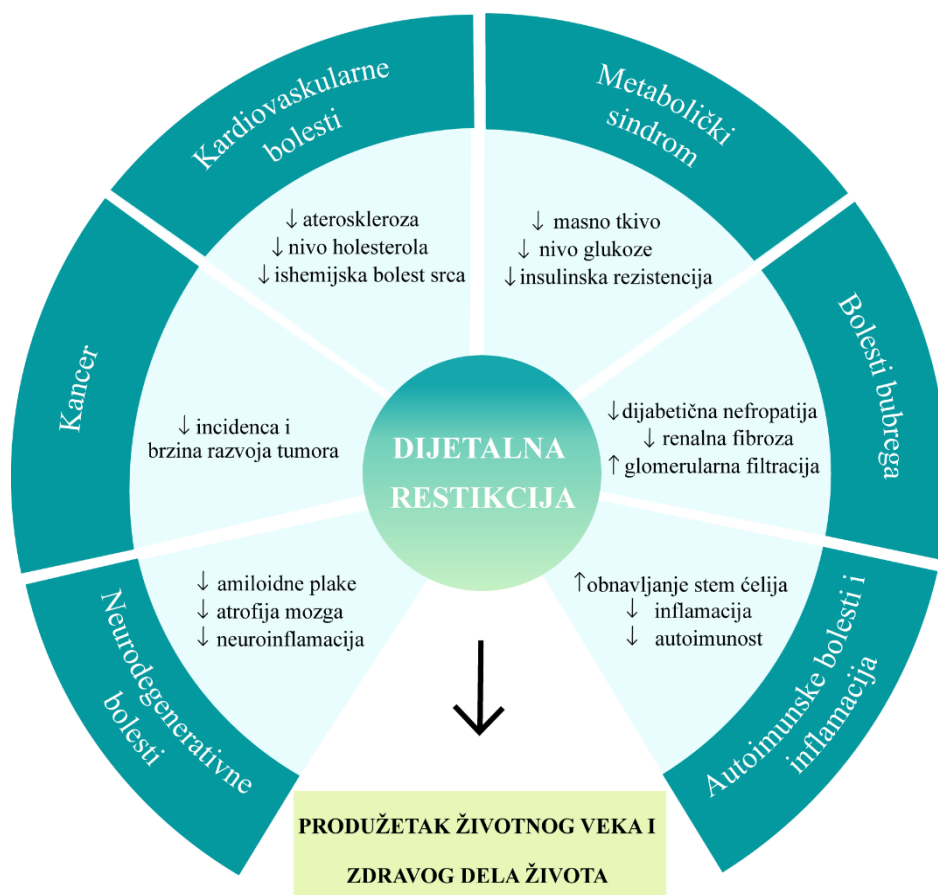 Kardiovaskularne
bolesti
Metabolički
sindrom
↓ ateroskleroza
↓ nivo holesterola
↓ ishemijska bolest srca
↓ masno tkivo
↓ nivo glukoze
↓ insulinska rezistencija
Kancer
↓ incidenca i
brzina razvoja tumora
DIJETALNA
RESTIKCIJA
↓ dijabetična nefropatija
↓ renalna fibroza
↑ glomerularna filtracija
Bolesti bubrega
Neurodegenerativne
bolesti
↓ amiloidne plake
↓ atrofija mozga
↓ neuroinflamacija
↑ obnavljanje stem ćelija
↓ inflamacija
↓ autoimunost
Autoimunske bolesti i
inflamacija
PRODUŽETAK ŽIVOTNOG VEKA I
ZDRAVOG DELA ŽIVOTA